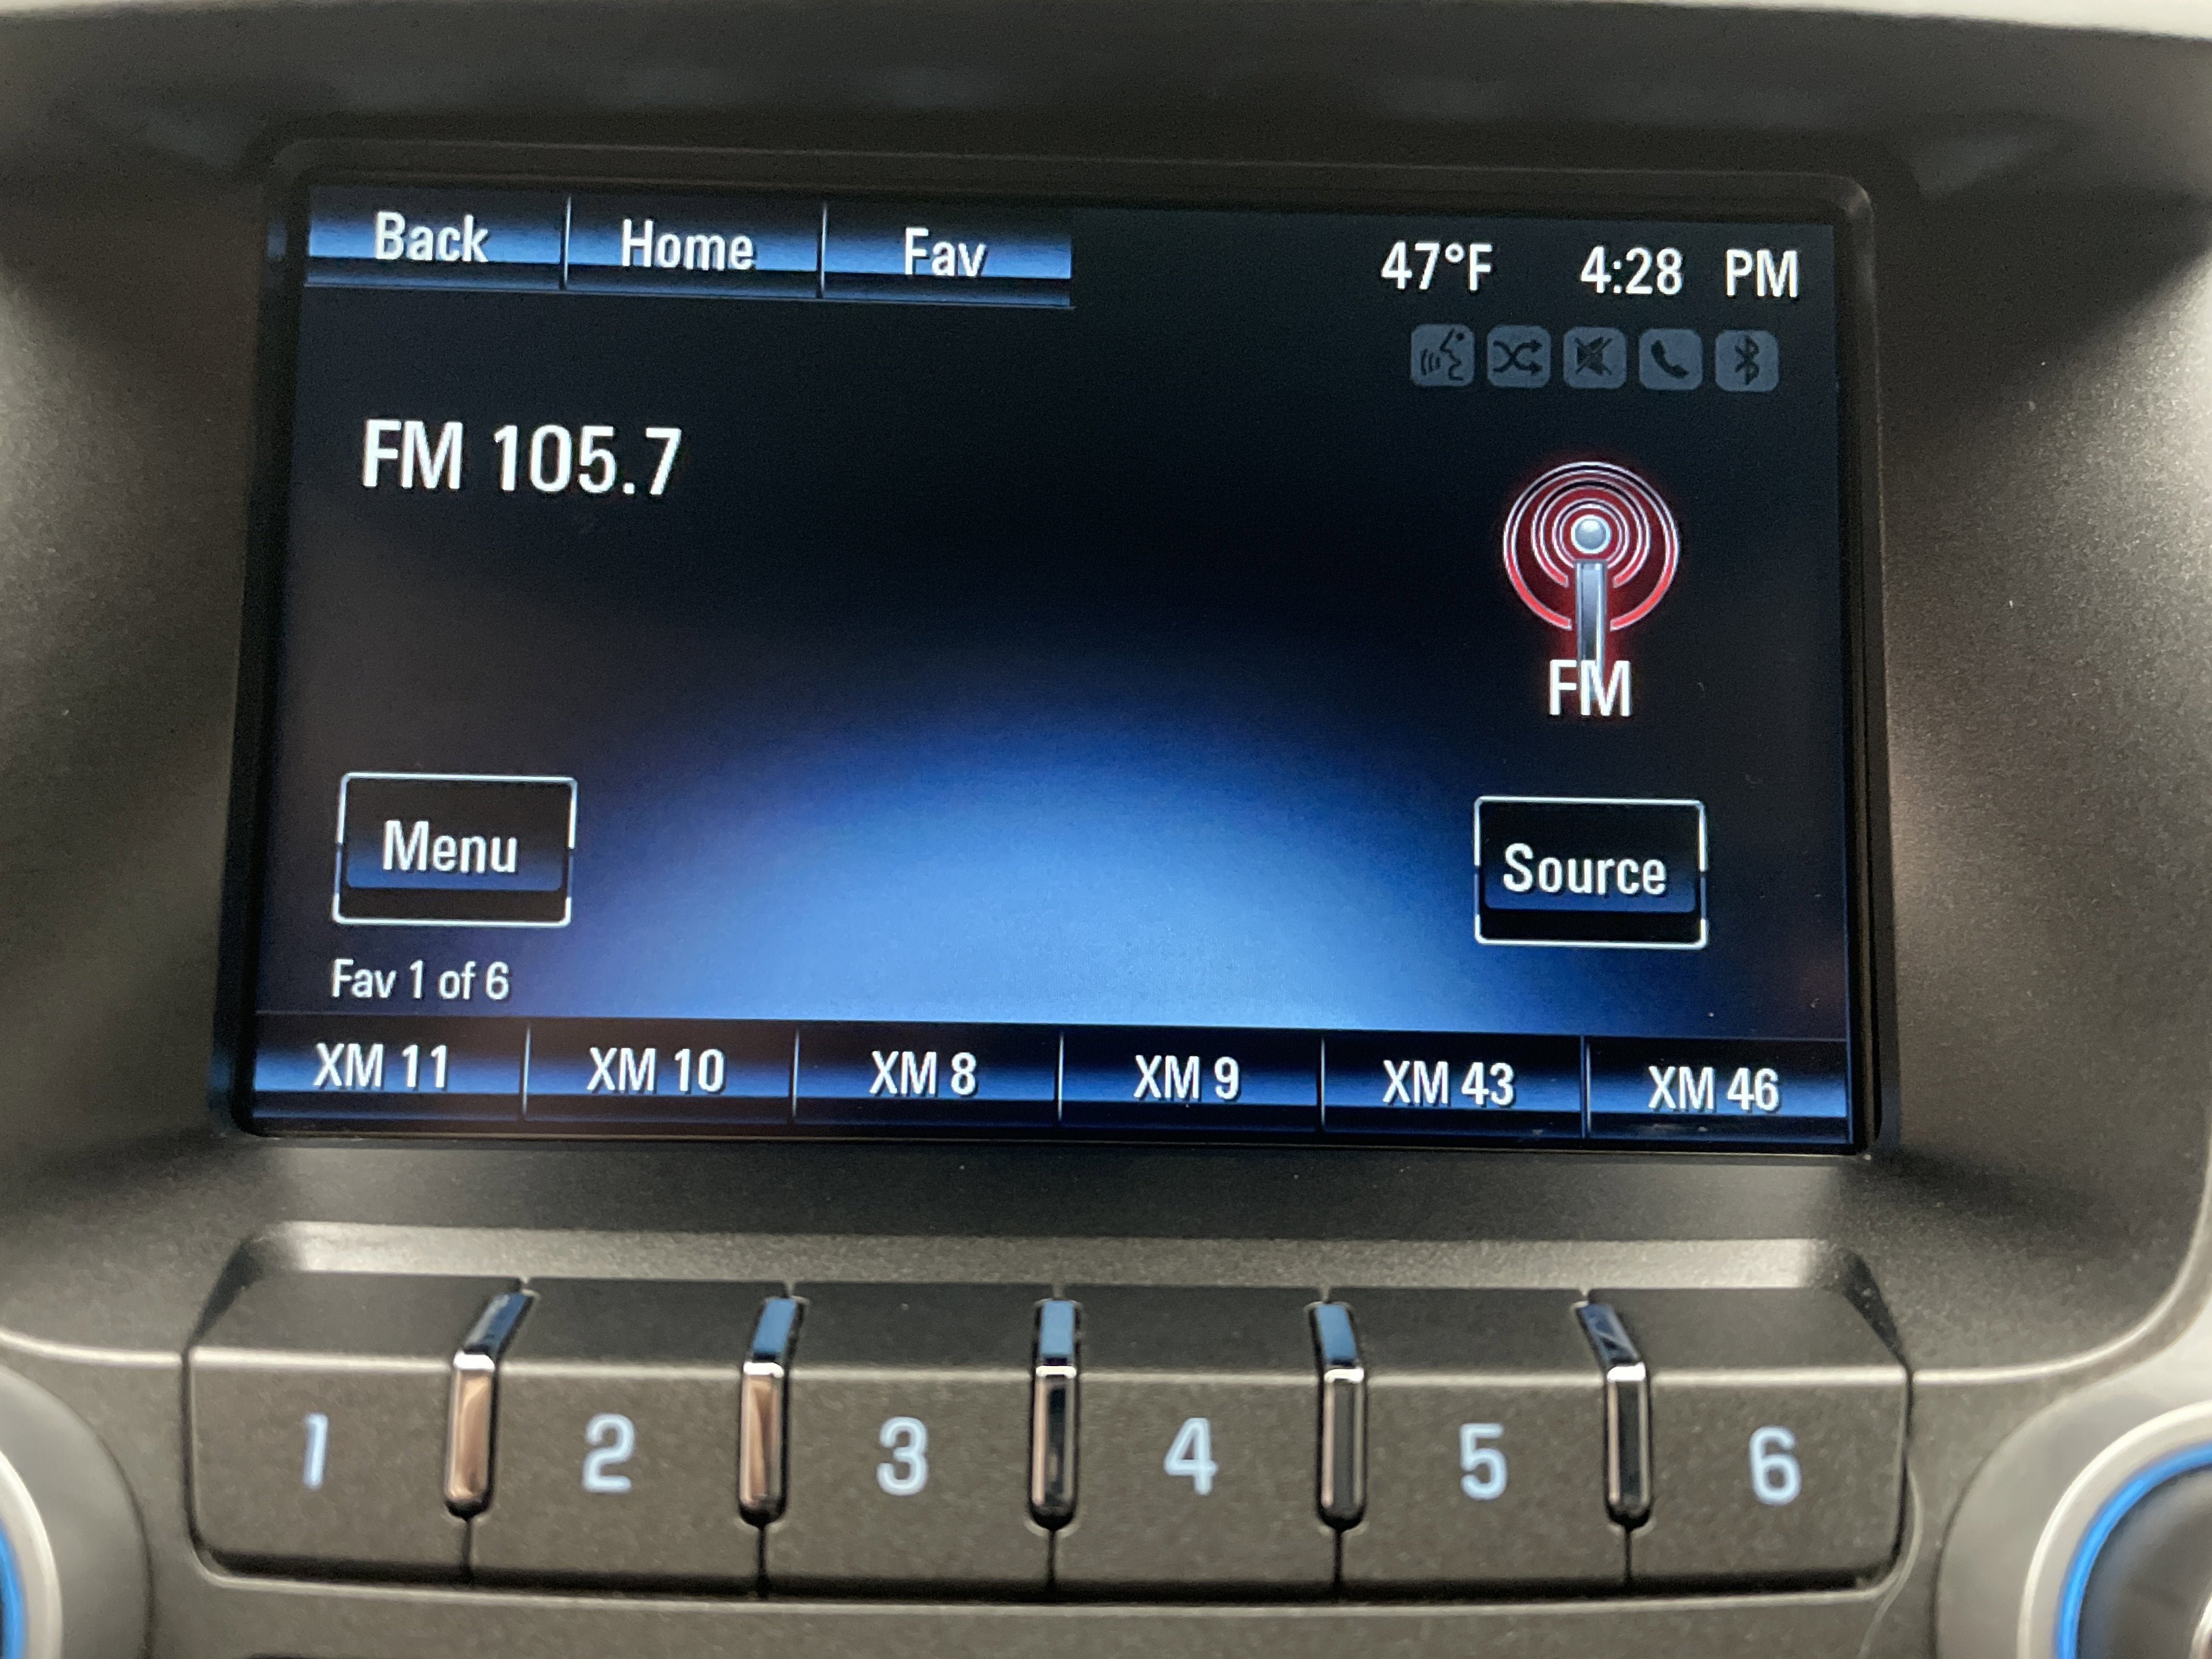 Back Home Fav 47°F 4:28 PM
FM 105.7
FM
Menu Source
Fav 1 of 6
XM 11 XM 10 XM 8 XM 9 XM 43 XM 46
1 2 3 4 5 6